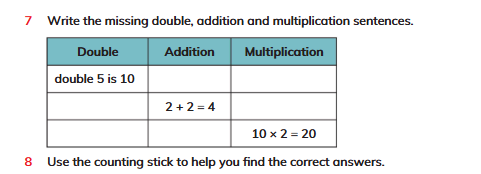 7 Write the missing double, addition and multiplication sentences.
Double Addition Multiplication
double 5 is 10
2 + 2 = 4
10 × 2 = 20
8 Use the counting stick to help you find the correct answers.